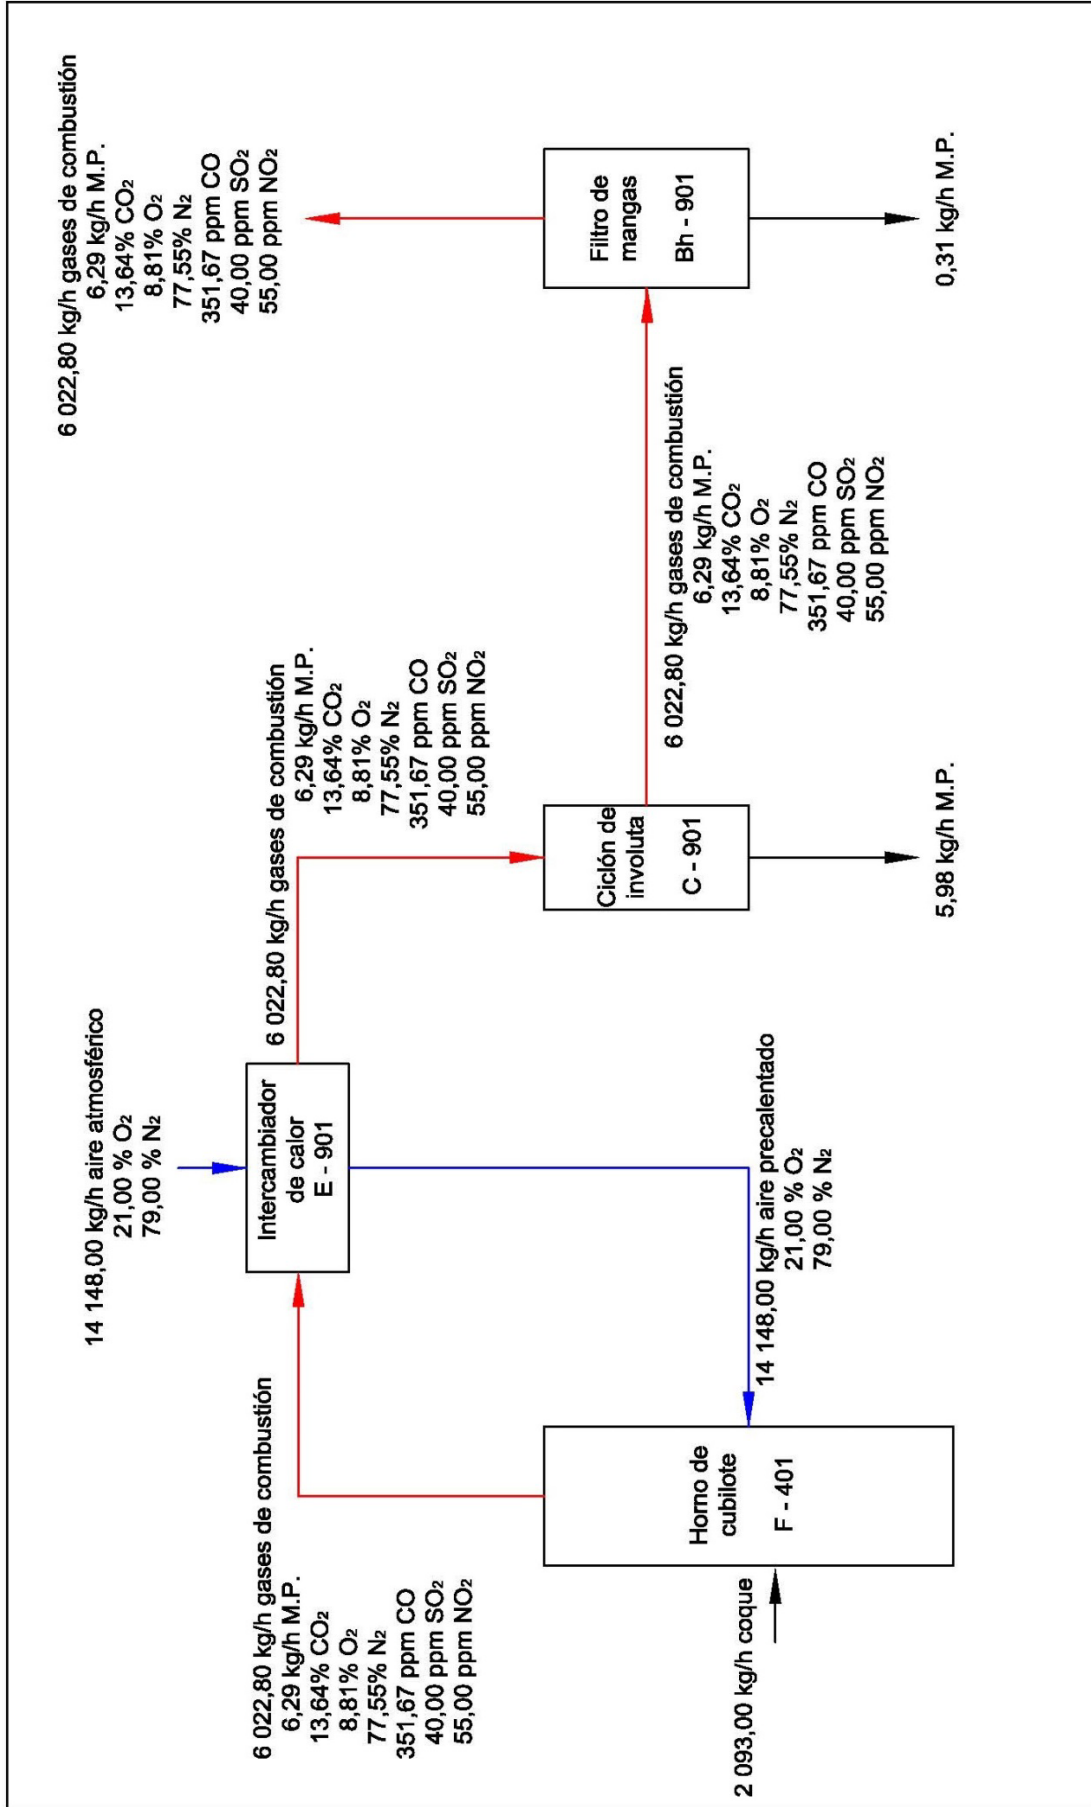 14 148,00 kg/h aire atmosférico
21,00 % O₂
79,00 % N₂
6 022,80 kg/h gases de combustión
6,29 kg/h M.P.
13,64% CO₂
8,81% O₂
77,55% N₂
351,67 ppm CO
40,00 ppm SO₂
55,00 ppm NO₂
Intercambiador
de calor
E - 901
6 022,80 kg/h gases de combustión
6,29 kg/h M.P.
13,64% CO₂
8,81% O₂
77,55% N₂
351,67 ppm CO
40,00 ppm SO₂
55,00 ppm NO₂
6 022,80 kg/h gases de combustión
6,29 kg/h M.P.
13,64% CO₂
8,81% O₂
77,55% N₂
351,67 ppm CO
40,00 ppm SO₂
55,00 ppm NO₂
2 093,00 kg/h coque
Horno de
cubilote
F - 401
14 148,00 kg/h aire precalentado
21,00 % O₂
79,00 % N₂
Ciclón de
involuta
C - 901
5,98 kg/h M.P.
6 022,80 kg/h gases de combustión
6,29 kg/h M.P.
13,64% CO₂
8,81% O₂
77,55% N₂
351,67 ppm CO
40,00 ppm SO₂
55,00 ppm NO₂
Filtro de
mangas
Bh - 901
0,31 kg/h M.P.